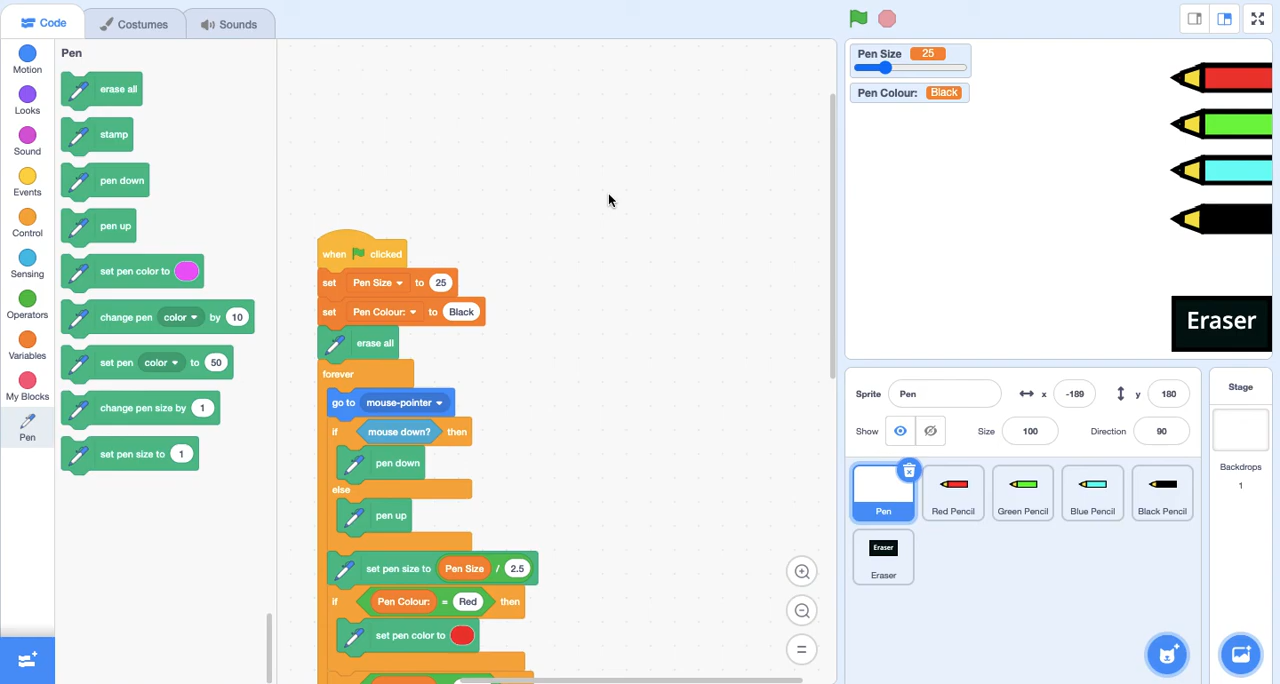 Code
Costumes
Sounds
Motion
Looks
Sound
Events
Control
Sensing
Operators
Variables
My Blocks
Pen
Pen
erase all
stamp
pen down
pen up
set pen color to
change pen color by 10
set pen color to 50
change pen size by 1
set pen size to 1
when clicked
set Pen Size to 25
set Pen Colour: to Black
erase all
forever
go to mouse-pointer
if mouse down? then
pen down
else
pen up
set pen size to Pen Size / 2.5
if Pen Colour: = Red then
set pen color to
Pen Size 25
Pen Colour: Black
Eraser
Sprite Pen x -189 y 180
Show Size 100 Direction 90
Pen
Red Pencil
Green Pencil
Blue Pencil
Black Pencil
Eraser
Eraser
Stage
Backdrops
1